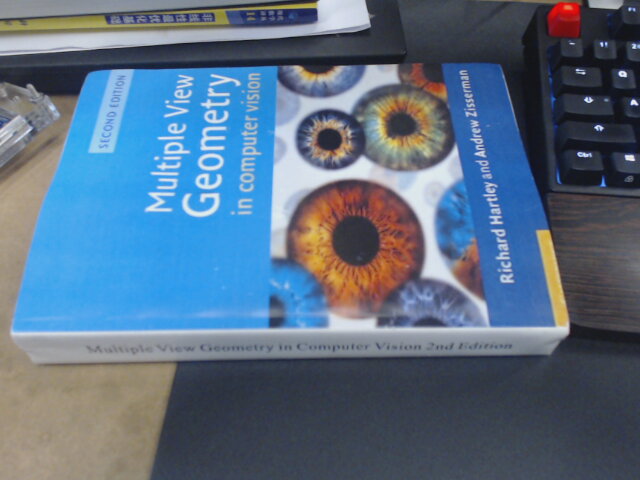 SECOND EDITION
Multiple View
Geometry
in computer vision
Richard Hartley and Andrew Zisserman
Multiple View Geometry in Computer Vision 2nd Edition
Ctrl